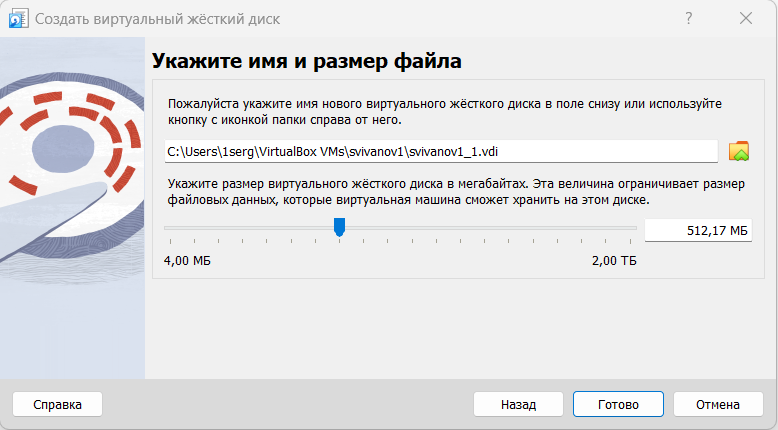 Создать виртуальный жёсткий диск
?
Укажите имя и размер файла
Пожалуйста укажите имя нового виртуального жёсткого диска в поле снизу или используйте
кнопку с иконкой папки справа от него.
C:\Users\1serg\VirtualBox VMs\svivanov1\svivanov1_1.vdi
Укажите размер виртуального жёсткого диска в мегабайтах. Эта величина ограничивает размер
файловых данных, которые виртуальная машина сможет хранить на этом диске.
512,17 МБ
4,00 МБ 2,00 ТБ
Справка Назад Готово Отмена